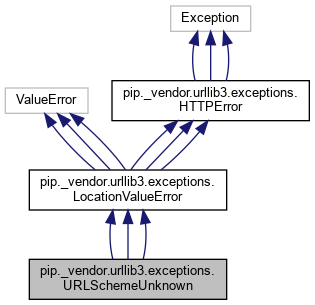 Exception
pip._vendor.urllib3.exceptions.
HTTPError
ValueError
pip._vendor.urllib3.exceptions.
LocationValueError
pip._vendor.urllib3.exceptions.
URLSchemeUnknown